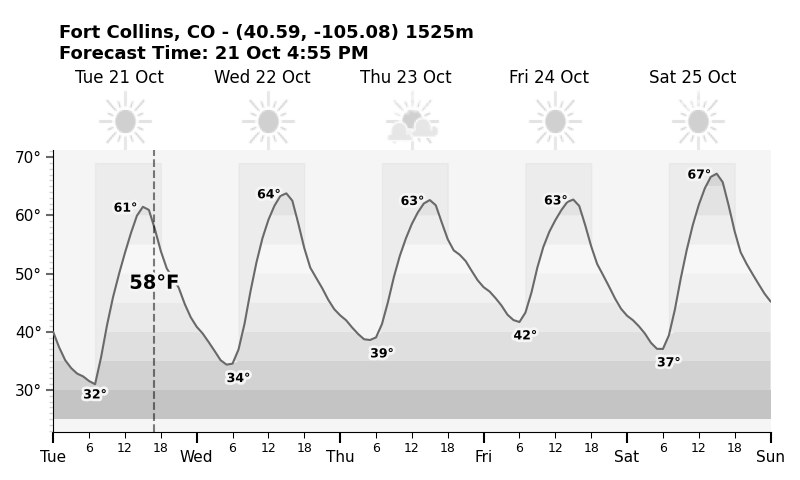 Fort Collins, CO - (40.59, -105.08) 1525m
Forecast Time: 21 Oct 4:55 PM
Tue 21 Oct Wed 22 Oct Thu 23 Oct Fri 24 Oct Sat 25 Oct
70°
60°
50°
40°
30°
61° 64° 63° 63° 67°
58°F
32° 34° 39° 42° 37°
6 12 18 6 12 18 6 12 18 6 12 18 6 12 18
Tue Wed Thu Fri Sat Sun